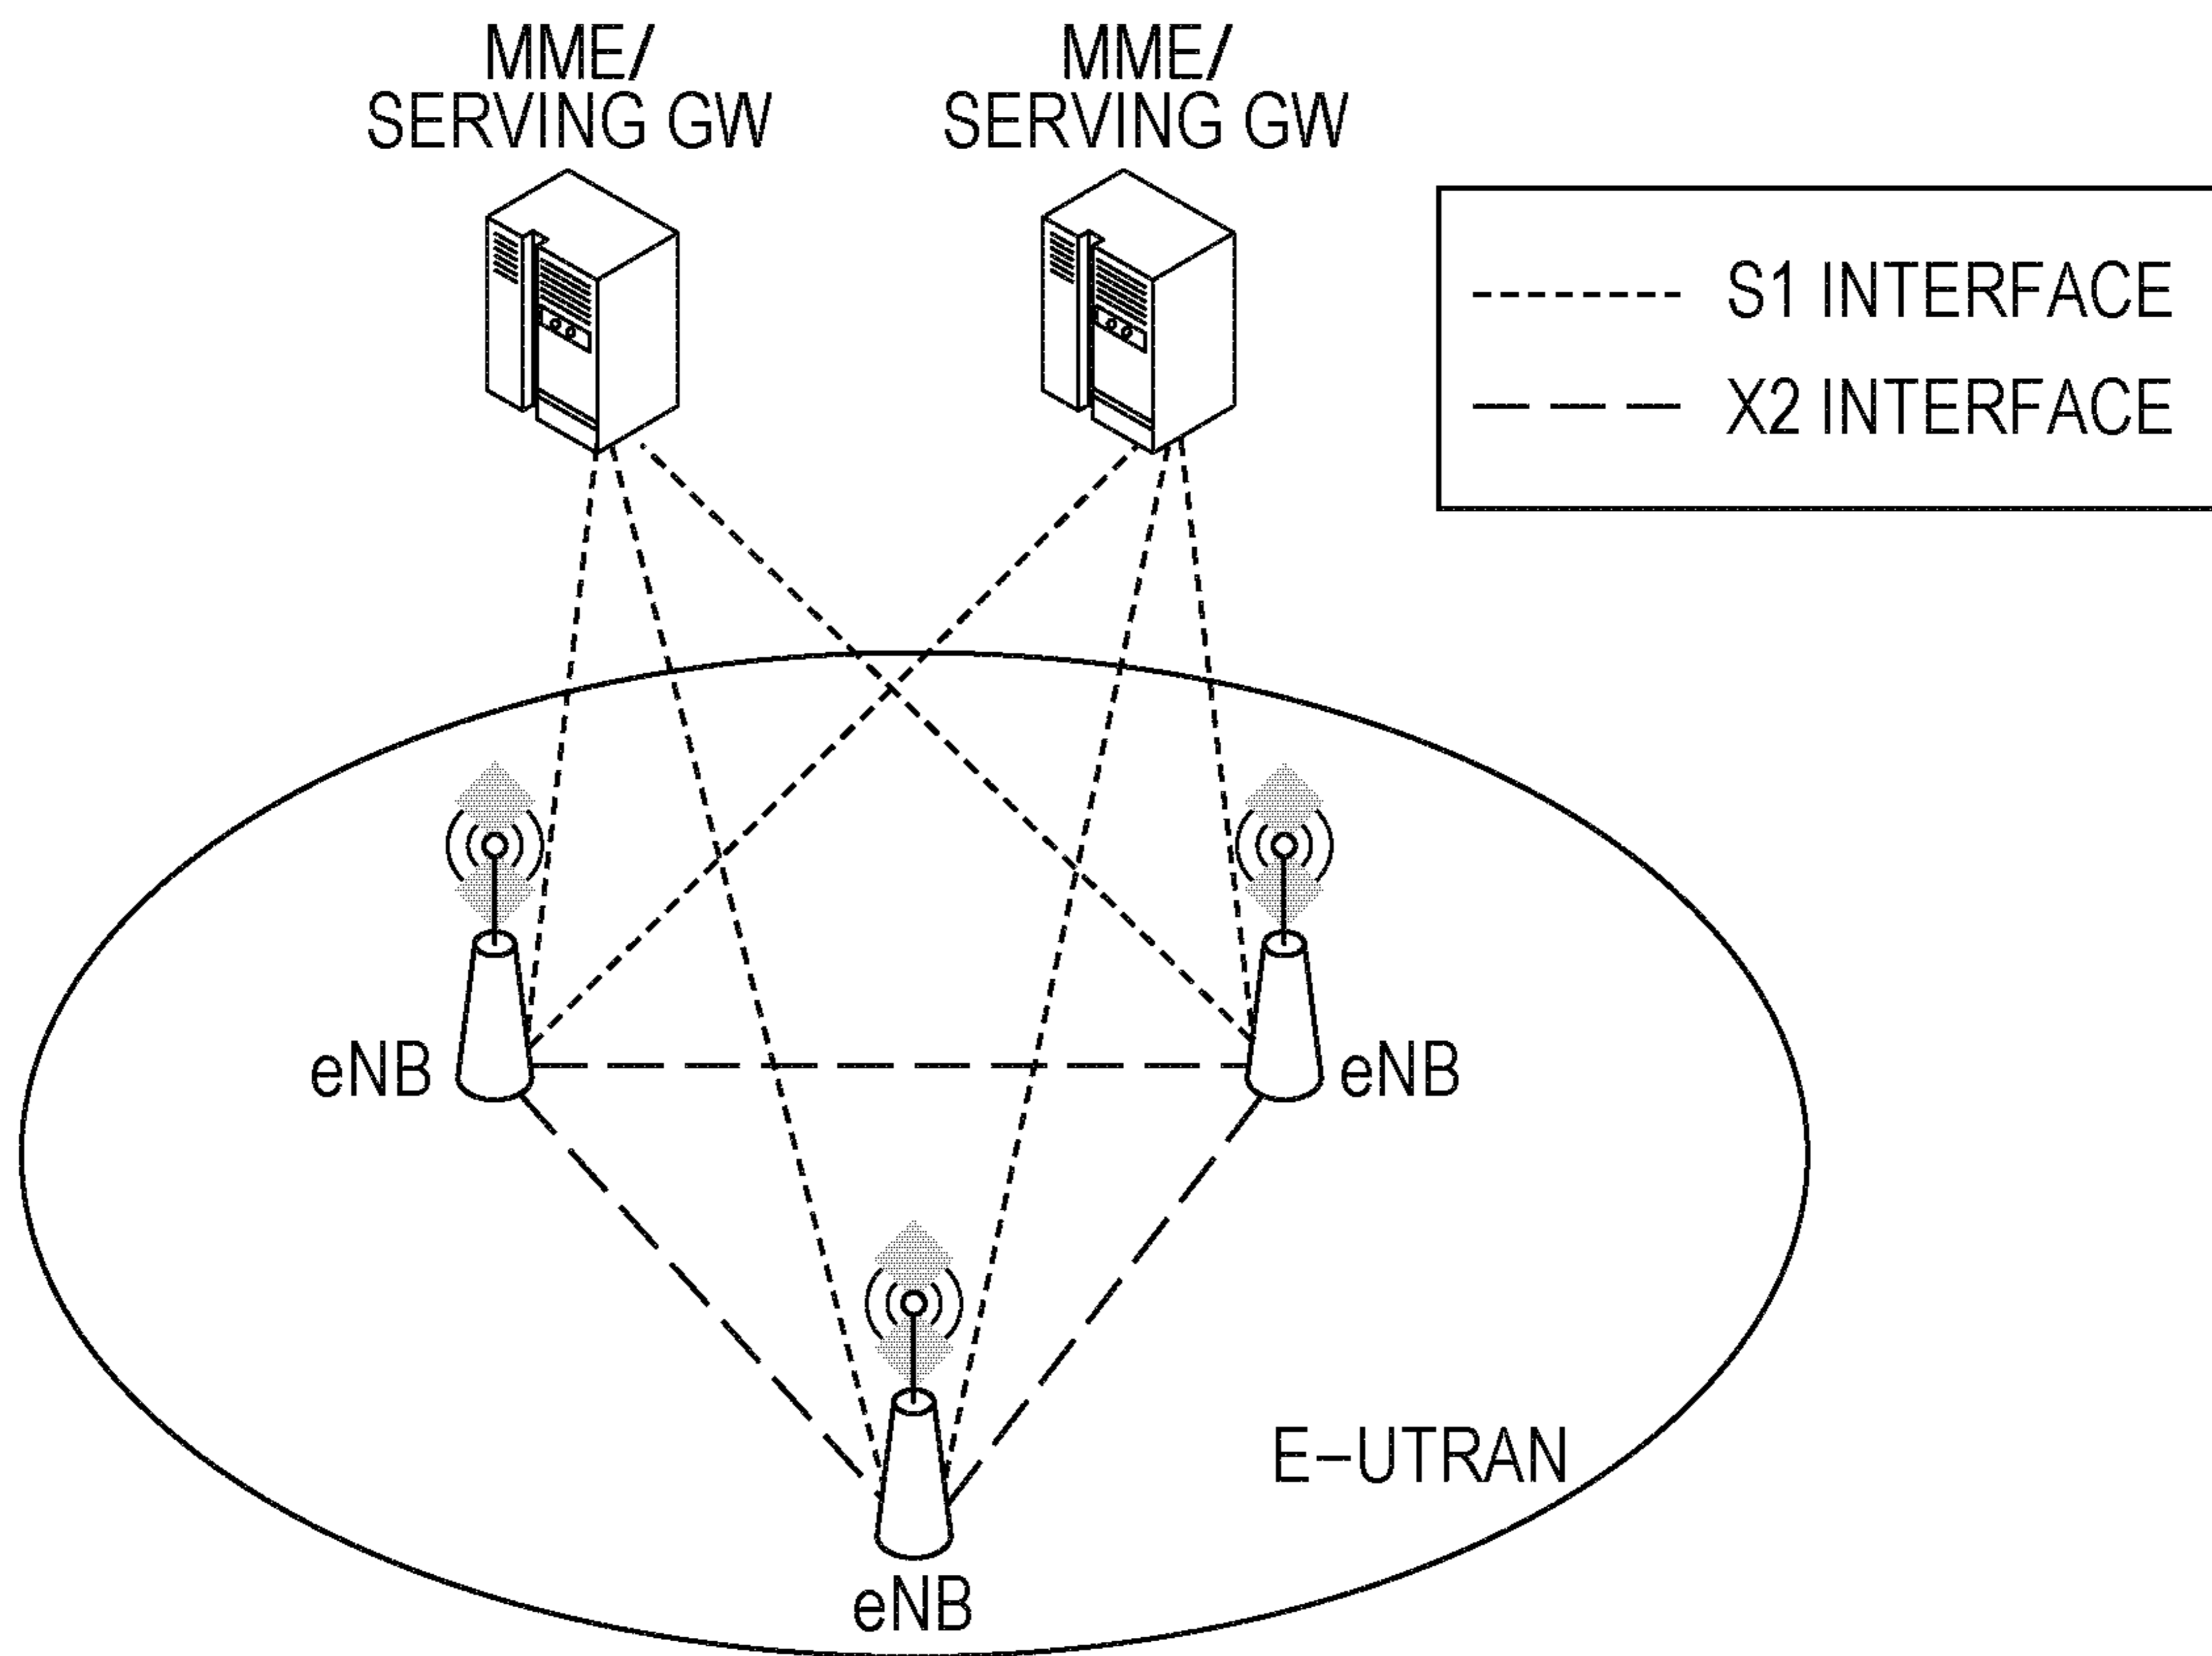 MME/
SERVING GW
MME/
SERVING GW
S1 INTERFACE
X2 INTERFACE
eNB
eNB
E-UTRAN
eNB